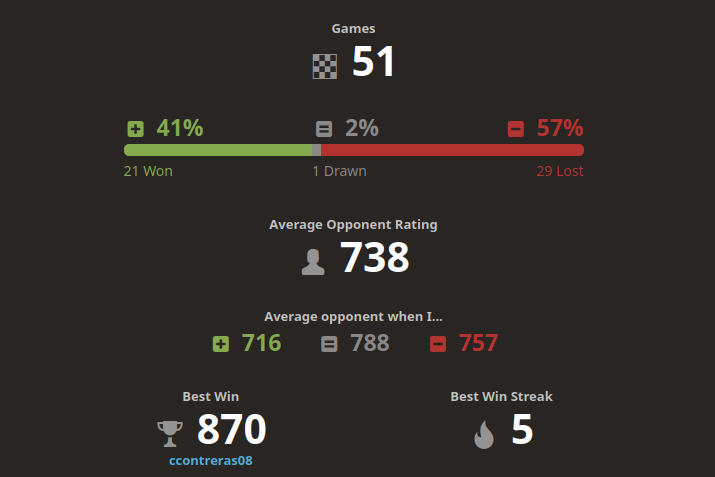 Games
51
41% 2% 57%
21 Won 1 Drawn 29 Lost
Average Opponent Rating
738
Average opponent when I...
716 788 757
Best Win Best Win Streak
870 5
ccontreras08